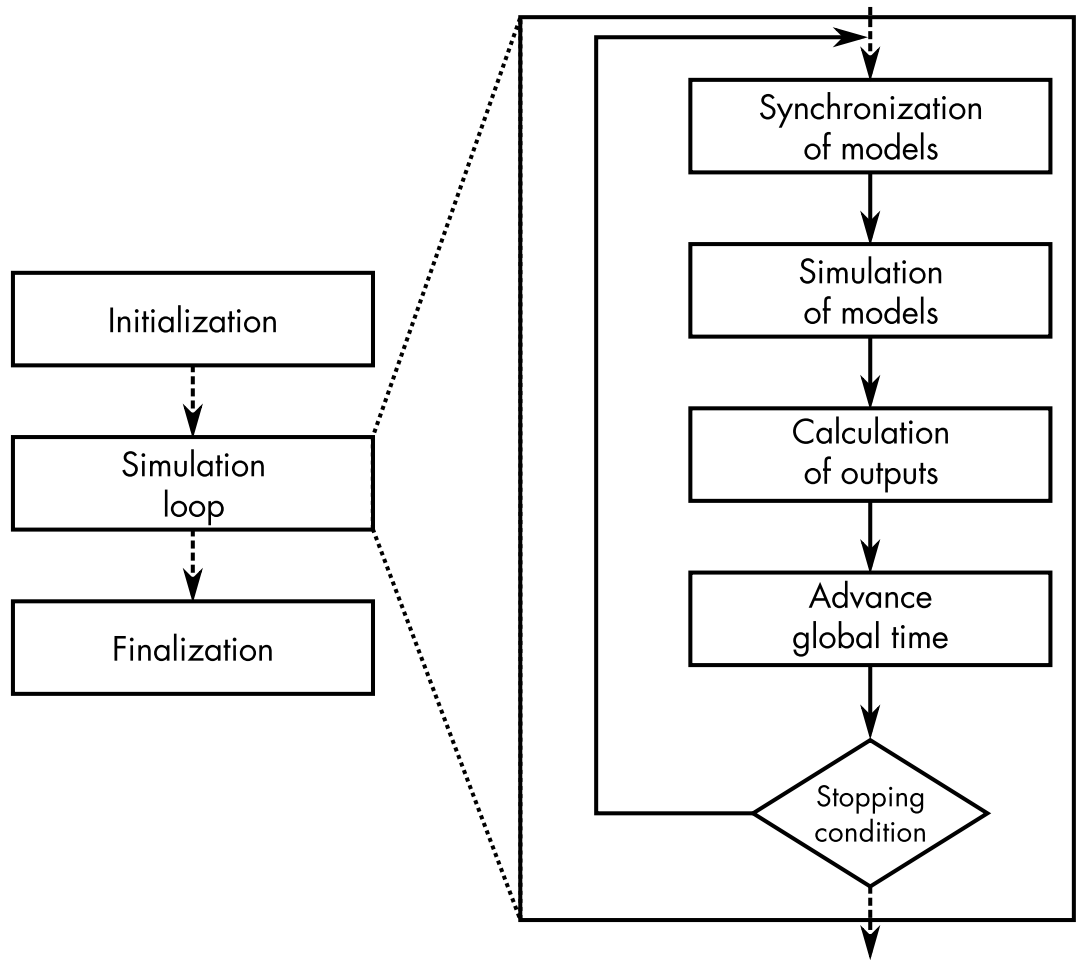 Initialization
Simulation
loop
Finalization
Synchronization
of models
Simulation
of models
Calculation
of outputs
Advance
global time
Stopping
condition